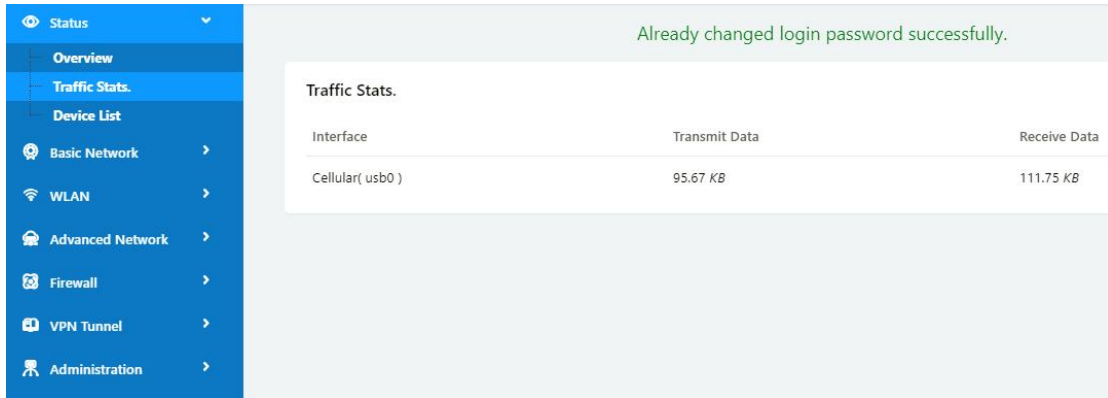 Status
Overview
Traffic Stats.
Device List
Basic Network
WLAN
Advanced Network
Firewall
VPN Tunnel
Administration
Already changed login password successfully.
Traffic Stats.
Interface Transmit Data Receive Data
Cellular( usb0 ) 95.67 KB 111.75 KB